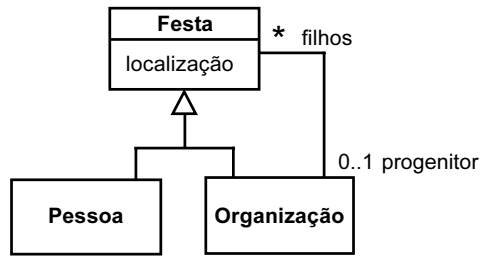 Festa
localização
* filhos
0..1 progenitor
Pessoa
Organização